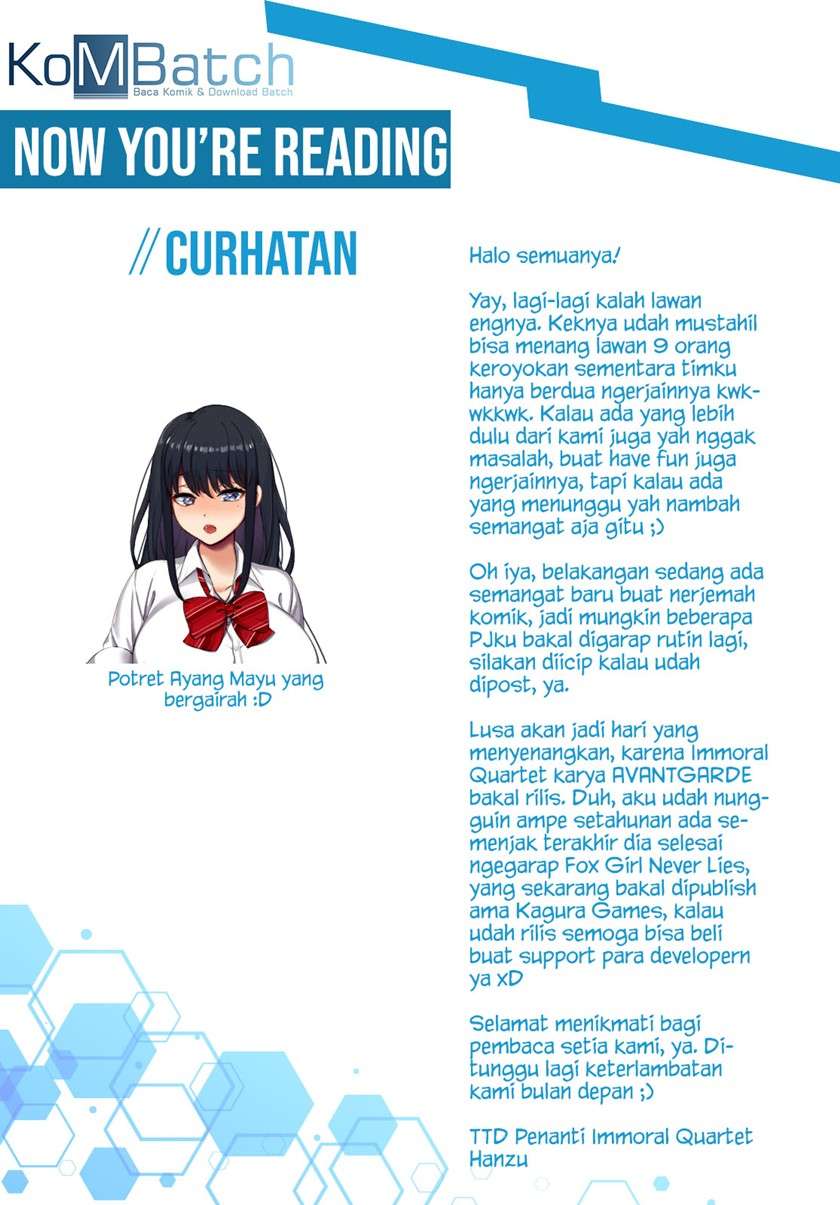 KoMBatch
Baca Komik & Download Batch
NOW YOU'RE READING
// CURHATAN
Potret Ayang Mayu yang
bergairah :D
Halo semuanya!
Yay, lagi-lagi kalah lawan
engnya. Keknya udah mustahil
bisa menang lawan 9 orang
keroyokan sementara timku
hanya berdua ngerjainnya kwk-
wkkwk. Kalau ada yang lebih
dulu dari kami juga yah nggak
masalah, buat have fun juga
ngerjainnya, tapi kalau ada
yang menunggu yah nambah
semangat aja gitu ;)
Oh iya, belakangan sedang ada
semangat baru buat nerjemah
komik, jadi mungkin beberapa
PJku bakal digarap rutin lagi,
silakan diicip kalau udah
dipost, ya.
Lusa akan jadi hari yang
menyenangkan, karena Immoral
Quartet karya AVANTGARDE
bakal rilis. Duh, aku udah nung-
guin ampe setahunan ada se-
menjak terakhir dia selesai
ngegarap Fox Girl Never Lies,
yang sekarang bakal dipublish
ama Kagura Games, kalau
udah rilis semoga bisa beli
buat support para developern
ya xD
Selamat menikmati bagi
pembaca setia kami, ya. Di-
tunggu lagi keterlambatan
kami bulan depan ;)
TTD Penanti Immoral Quartet
Hanzu